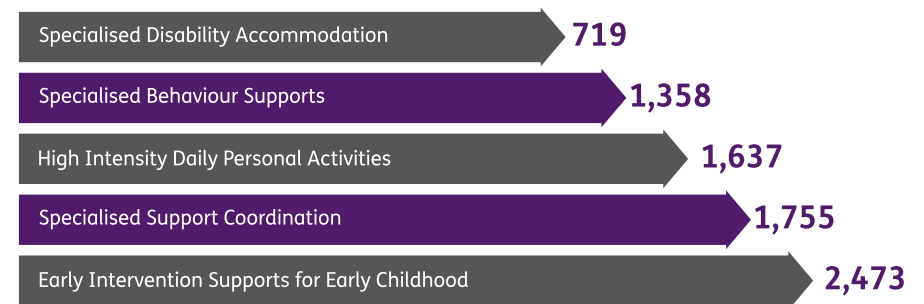 Specialised Disability Accommodation 719
Specialised Behaviour Supports 1,358
High Intensity Daily Personal Activities 1,637
Specialised Support Coordination 1,755
Early Intervention Supports for Early Childhood 2,473